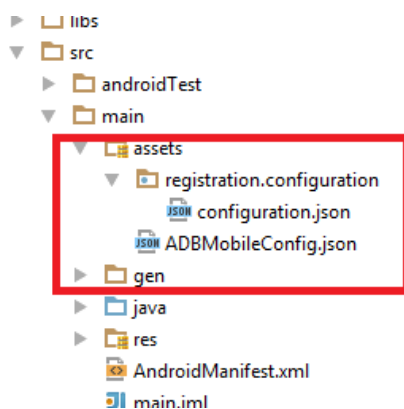 libs
src
androidTest
main
assets
registration.configuration
JSON configuration.json
JSON ADBMobileConfig.json
gen
java
res
AndroidManifest.xml
main.iml